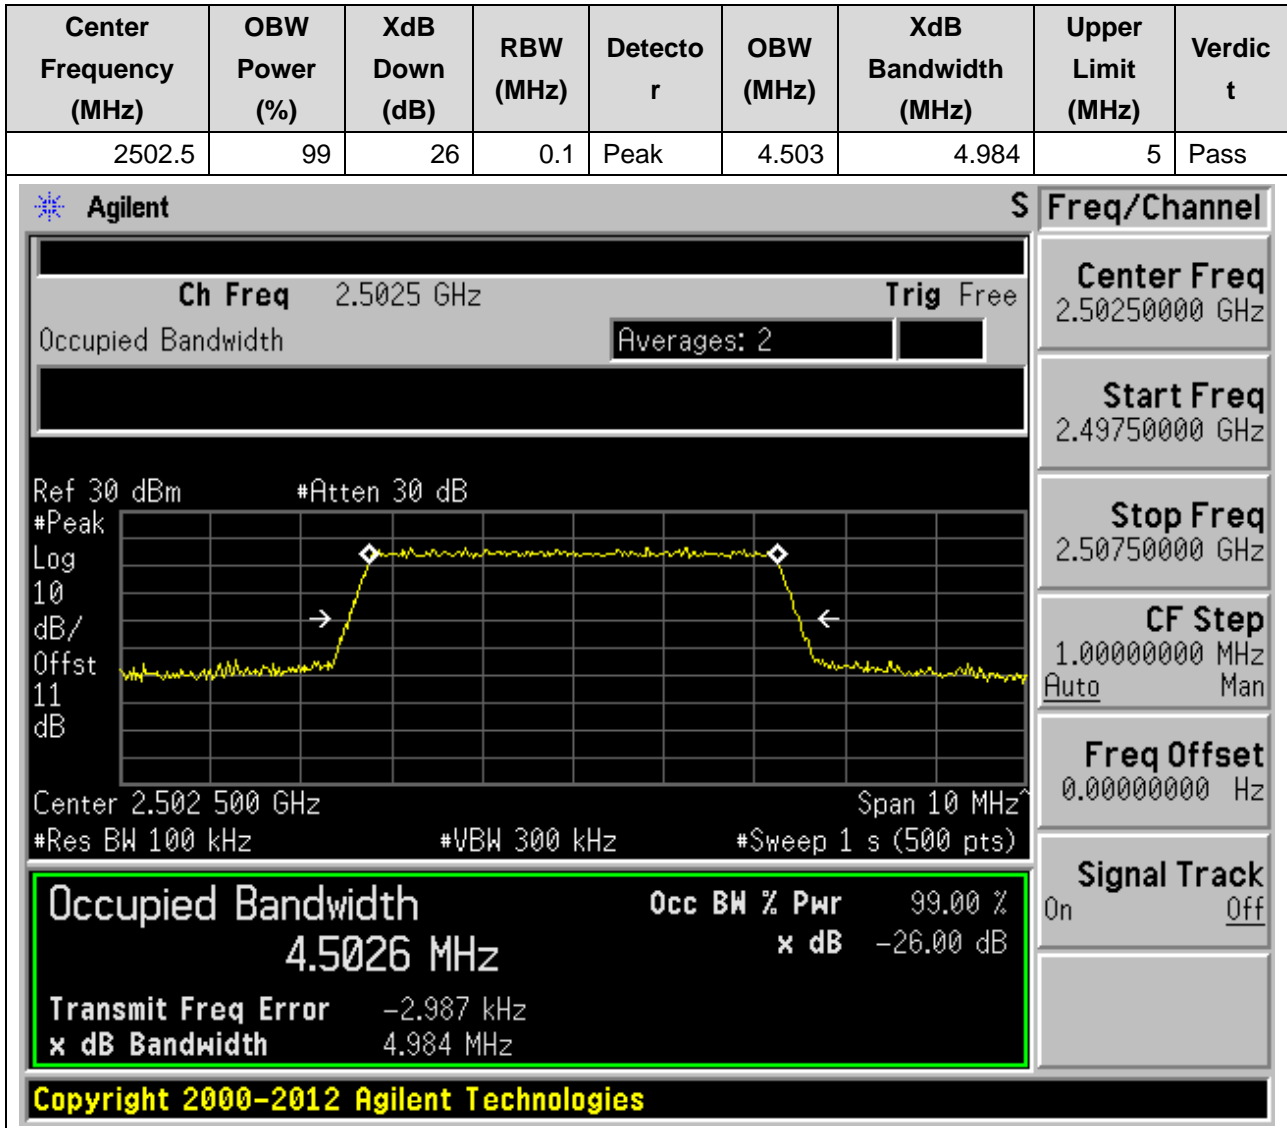 Center Frequency (MHz) OBW Power (%) XdB Down (dB) RBW (MHz) Detecto r OBW (MHz) XdB Bandwidth (MHz) Upper Limit (MHz) Verdic t
2502.5 99 26 0.1 Peak 4.503 4.984 5 Pass
Agilent S Freq/Channel
Ch Freq 2.5025 GHz Trig Free
Occupied Bandwidth Averages: 2
Center Freq
2.50250000 GHz
Start Freq
2.49750000 GHz
Stop Freq
2.50750000 GHz
CF Step
1.00000000 MHz
Auto Man
Freq Offset
0.00000000 Hz
Signal Track
On Off
Ref 30 dBm #Atten 30 dB
#Peak
Log
10
dB/
Offst
11
dB
Center 2.502 500 GHz Span 10 MHz^
#Res BW 100 kHz #VBW 300 kHz #Sweep 1 s (500 pts)
Occupied Bandwidth Occ BW % Pwr 99.00 %
4.5026 MHz x dB -26.00 dB
Transmit Freq Error -2.987 kHz
x dB Bandwidth 4.984 MHz
Copyright 2000-2012 Agilent Technologies